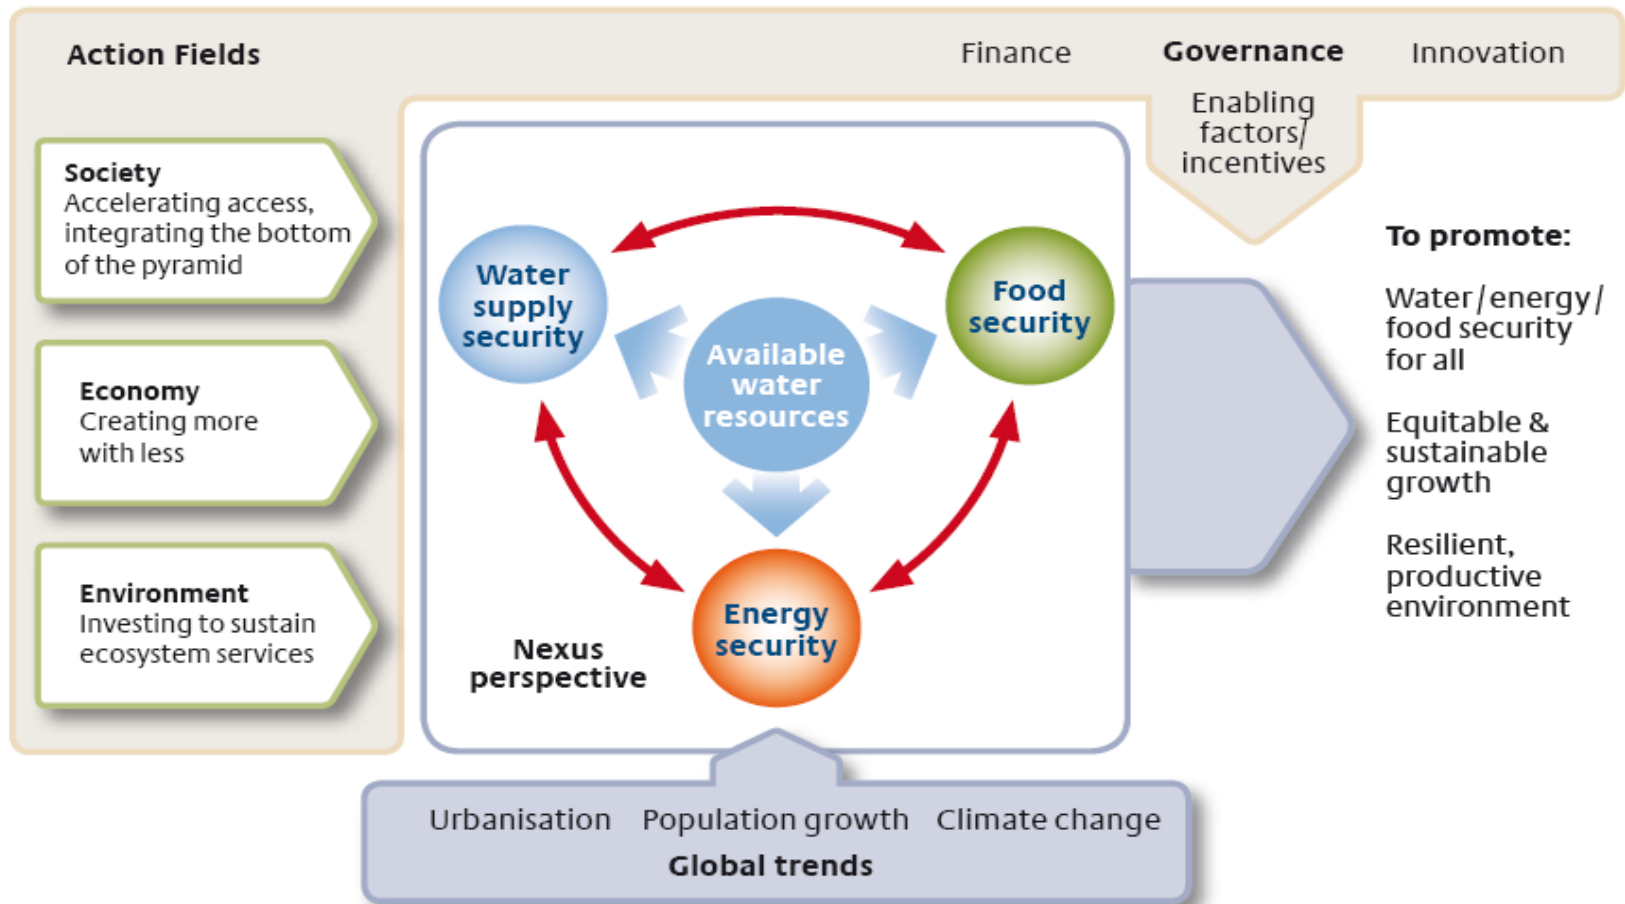 Action Fields
Finance
Governance
Innovation
Enabling
factors/
incentives
Society
Accelerating access,
integrating the bottom
of the pyramid
Economy
Creating more
with less
Environment
Investing to sustain
ecosystem services
Water
supply
security
Food
security
Available
water
resources
Energy
security
Nexus
perspective
To promote:
Water / energy /
food security
for all
Equitable &
sustainable
growth
Resilient,
productive
environment
Urbanisation
Population growth
Climate change
Global trends